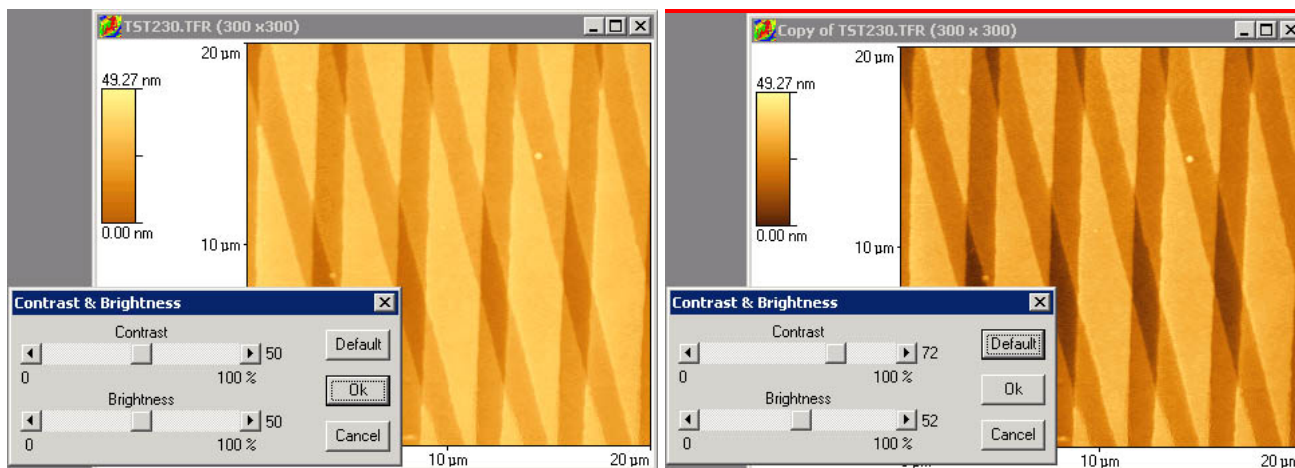 TST230.TFR (300 x300)
20 µm
49.27 nm
0.00 nm
10 µm
Contrast & Brightness
Contrast
50
0
100 %
Brightness
50
0
100 %
Default
Ok
Cancel
10 µm
20 µm
Copy of TST230.TFR (300 x 300)
20 µm
49.27 nm
0.00 nm
10 µm
Contrast & Brightness
Contrast
72
0
100 %
Brightness
52
0
100 %
Default
Ok
Cancel
10 µm
20 µm